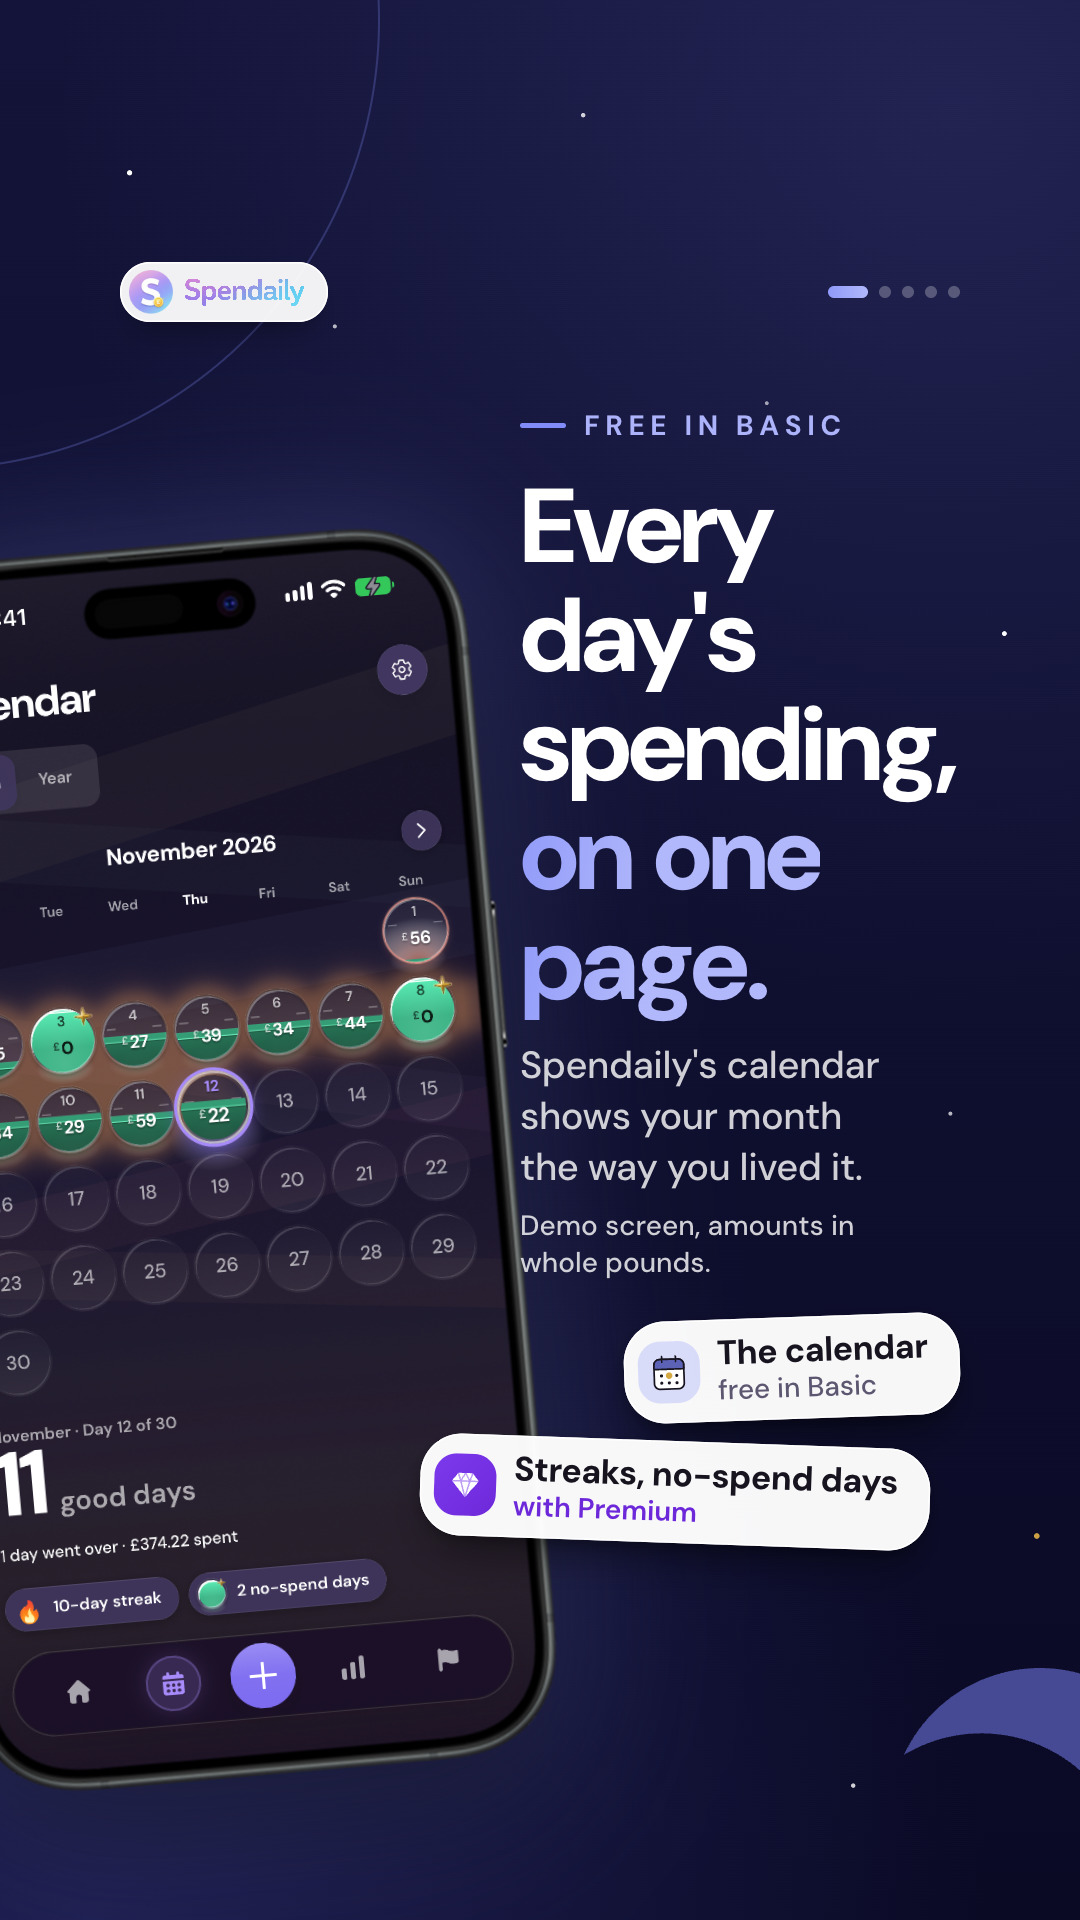 Spendaily
FREE IN BASIC
Every
day's
spending,
on one
page.
Spendaily's calendar
shows your month
the way you lived it.
Demo screen, amounts in
whole pounds.
The calendar
free in Basic
Streaks, no-spend days
with Premium
:41
endar
Year
November 2026
Tue Wed Thu Fri Sat Sun
1
£56
3 4 5 6 7 8
£0 £27 £39 £34 £44 £0
10 11 12 13 14 15
£29 £59 £22
17 18 19 20 21 22
23 24 25 26 27 28 29
30
ovember · Day 12 of 30
11 good days
1 day went over · £374.22 spent
10-day streak
2 no-spend days